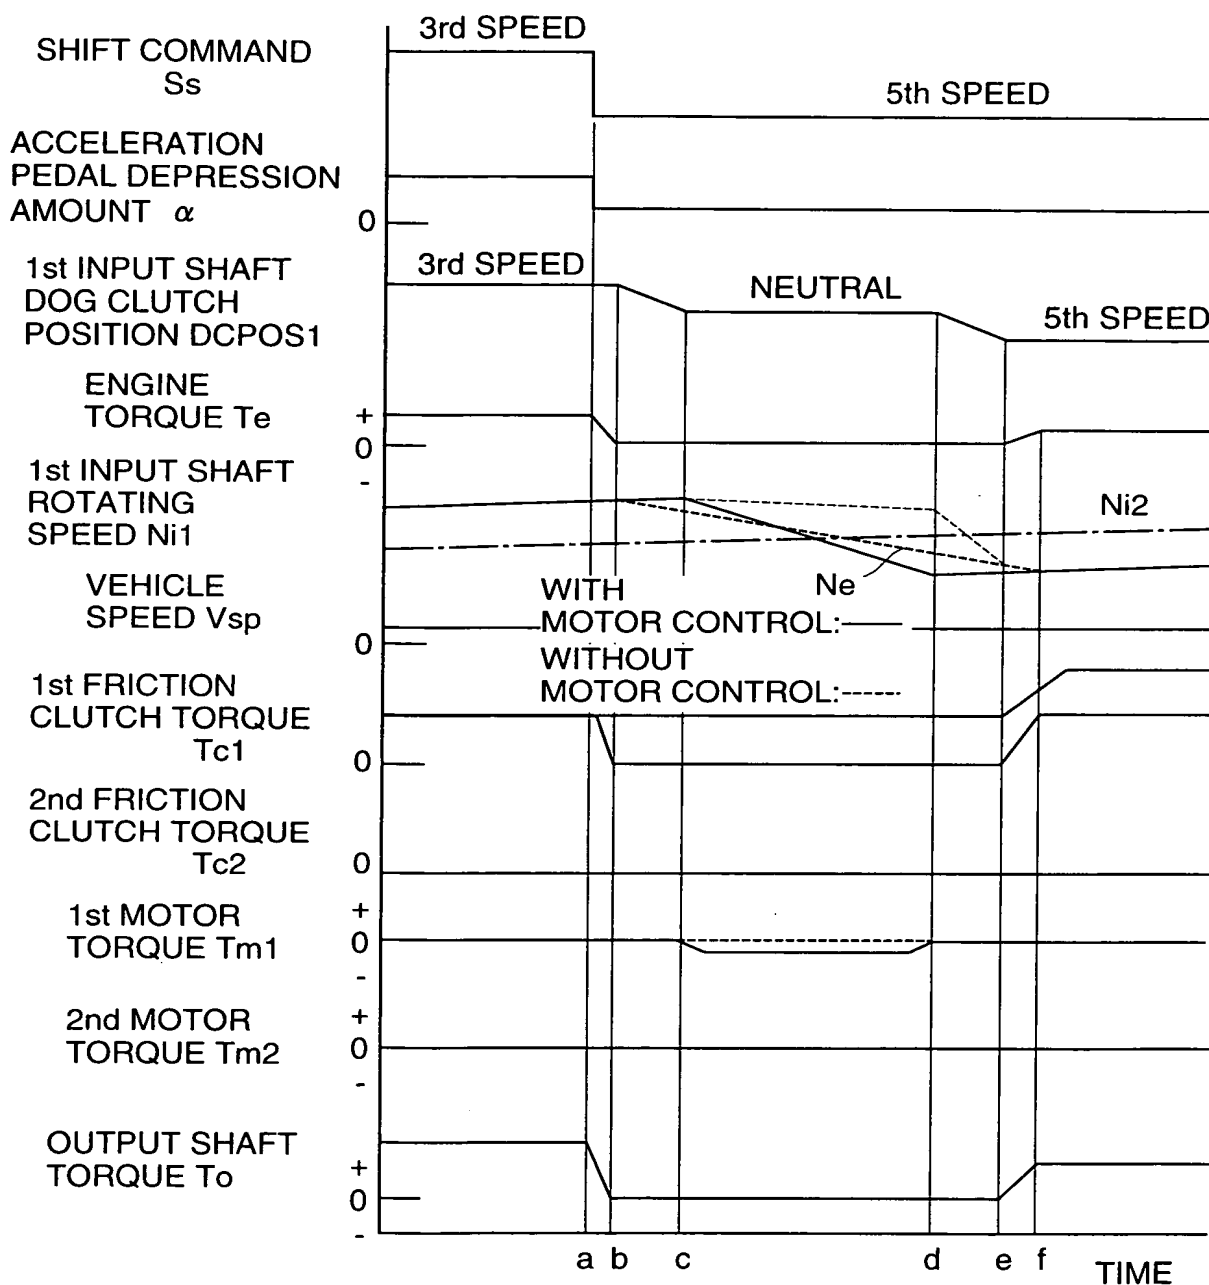 3rd SPEED
SHIFT COMMAND
Ss
5th SPEED
ACCELERATION
PEDAL DEPRESSION
AMOUNT α
0
1st INPUT SHAFT
DOG CLUTCH
POSITION DCPOS1
3rd SPEED
NEUTRAL
5th SPEED
ENGINE
TORQUE Te
+
0
-
1st INPUT SHAFT
ROTATING
SPEED Ni1
Ni2
Ne
VEHICLE
SPEED Vsp
0
WITH
MOTOR CONTROL:
WITHOUT
MOTOR CONTROL:
1st FRICTION
CLUTCH TORQUE
Tc1
0
2nd FRICTION
CLUTCH TORQUE
Tc2
0
1st MOTOR
TORQUE Tm1
+
0
-
2nd MOTOR
TORQUE Tm2
+
0
-
OUTPUT SHAFT
TORQUE To
+
0
-
a b c d e f TIME